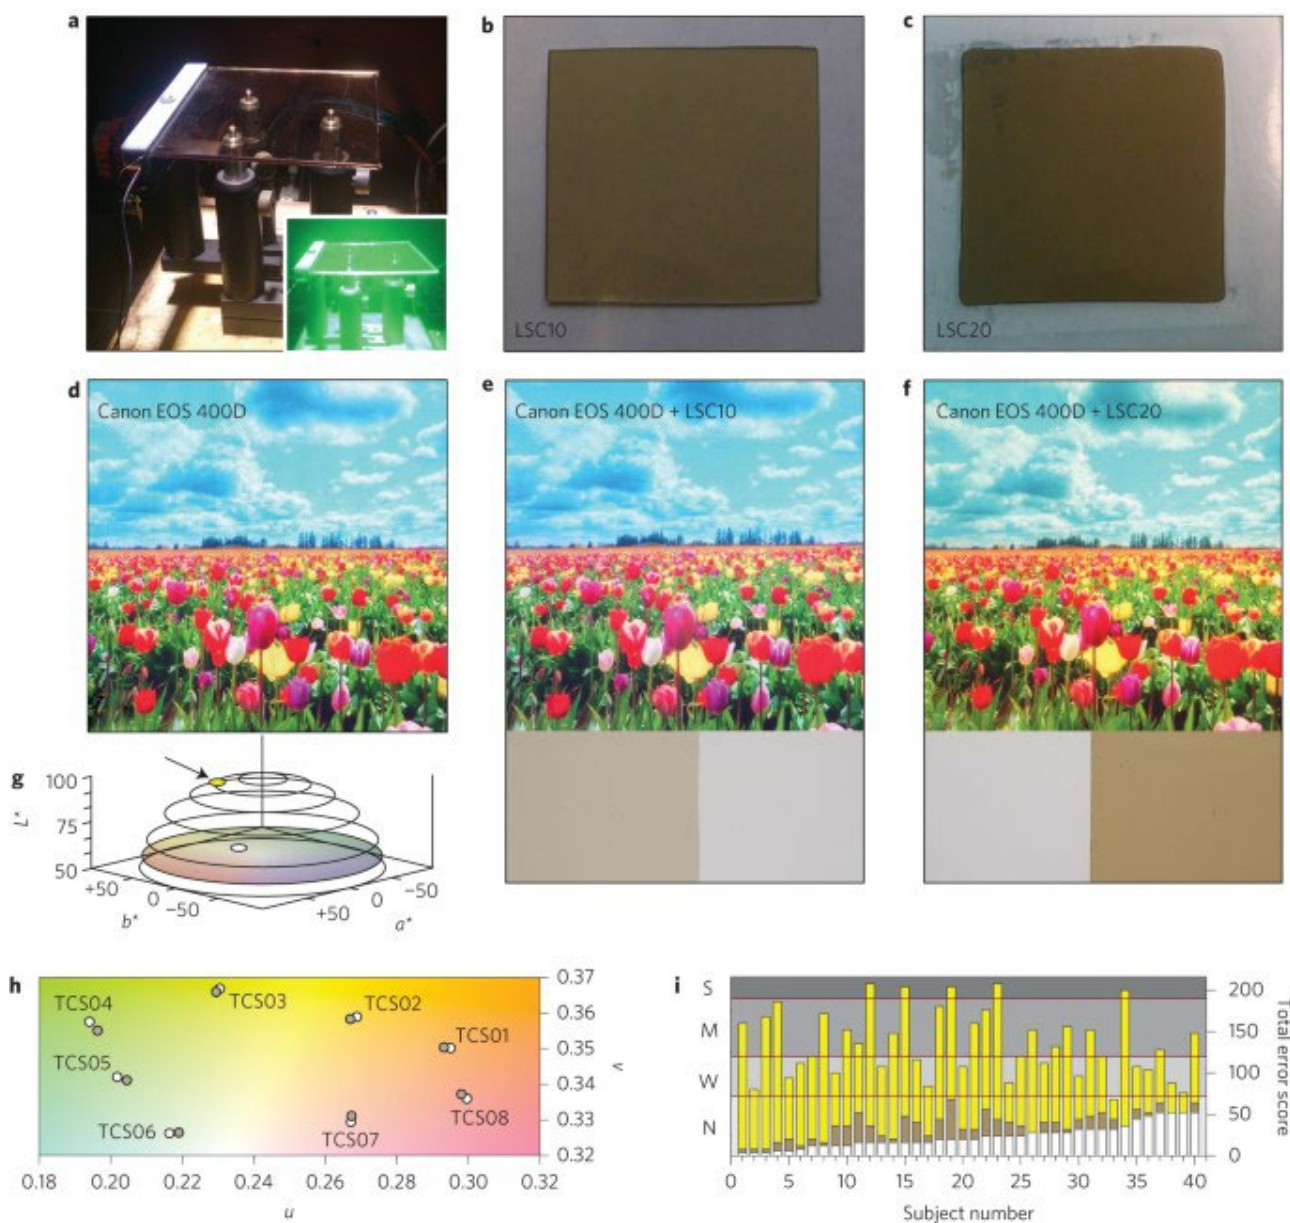 a
b
c
LSC10
LSC20
d
Canon EOS 400D
e
Canon EOS 400D + LSC10
f
Canon EOS 400D + LSC20
g
100
75
50
L*
+50
0
−50
b*
+50
0
−50
a*
h
TCS04
TCS03
TCS02
TCS01
TCS05
TCS06
TCS07
TCS08
0.37
0.36
0.35
0.34
0.33
0.32
v
0.18
0.20
0.22
0.24
0.26
0.28
0.30
0.32
u
i
S
M
W
N
200
150
100
50
0
Total error score
0
5
10
15
20
25
30
35
40
Subject number